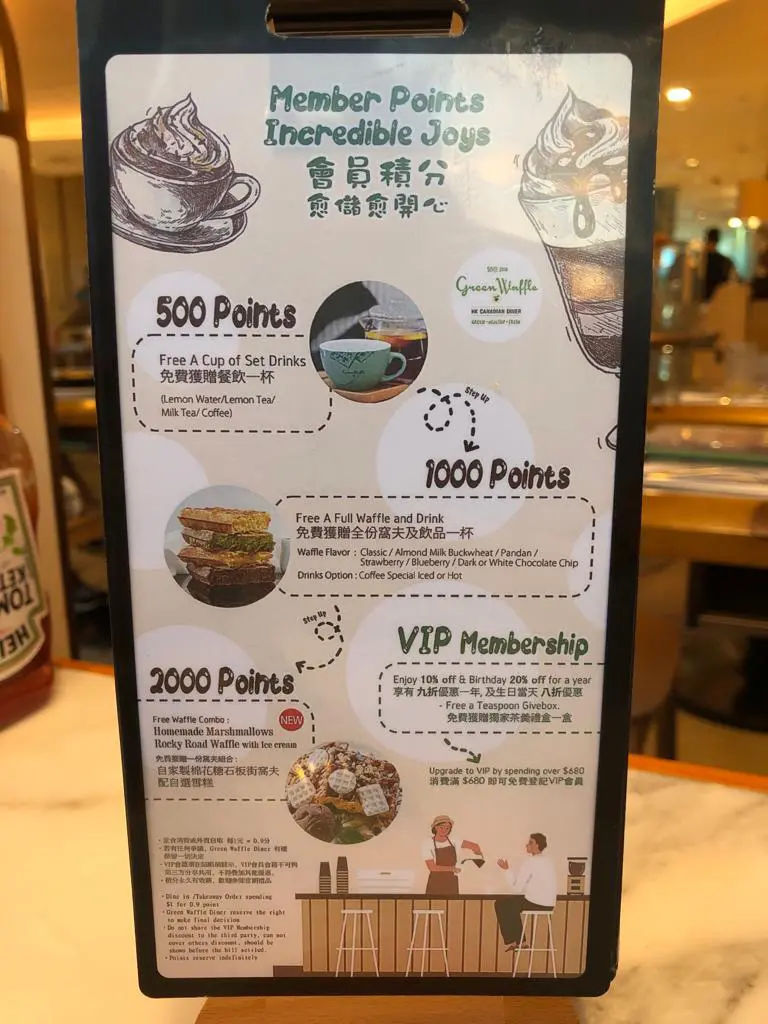 Member Points
Incredible Joys
會員積分
愈儲愈開心
Green Waffle
HK CANADIAN DINER
500 Points
Free A Cup of Set Drinks
免費獲贈餐飲一杯
(Lemon Water/Lemon Tea/
Milk Tea/ Coffee)
Step Up
1000 Points
Free A Full Waffle and Drink
免費獲贈全份窩夫及飲品一杯
Waffle Flavor : Classic / Almond Milk Buckwheat / Pandan /
Strawberry / Blueberry / Dark or White Chocolate Chip
Drinks Option : Coffee Special Iced or Hot
Step Up
VIP Membership
Enjoy 10% off & Birthday 20% off for a year
享有 九折優惠一年, 及生日當天 八折優惠
- Free a Teaspoon Givebox.
免費獲贈獨家茶羹禮盒一盒
Upgrade to VIP by spending over $680
消費滿 $680 即可免費登記VIP會員
2000 Points
Free Waffle Combo :
NEW
Homemade Marshmallows
Rocky Road Waffle with ice cream
免費獲贈一份窩夫組合:
自家製棉花糖石板街窩夫
配自選雪糕
· Dine in /Takeaway Order spending
$1 for 0.9 point
· Green Waffle Diner reserve the right
to make final decision
· Do not share the VIP Membership
discount to the third party, can not
cover others discount, should be
shown before the bill settled.
· Points reserve indefinitely